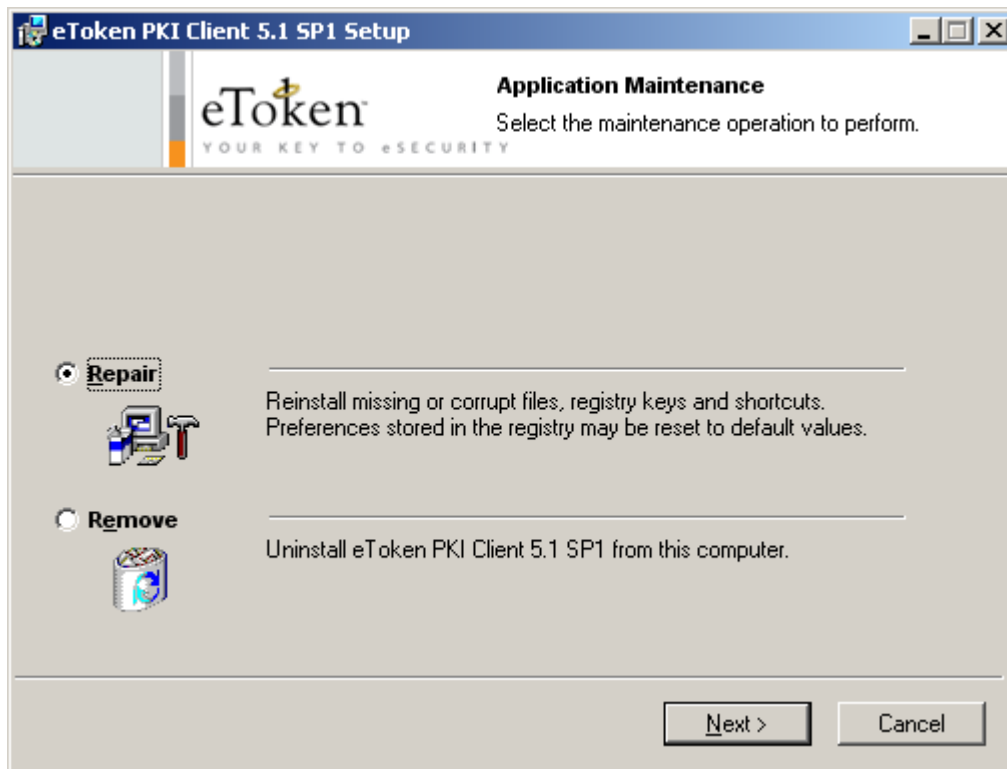 eToken PKI Client 5.1 SP1 Setup
eToken
YOUR KEY TO eSECURITY
Application Maintenance
Select the maintenance operation to perform.
Repair
Reinstall missing or corrupt files, registry keys and shortcuts.
Preferences stored in the registry may be reset to default values.
Remove
Uninstall eToken PKI Client 5.1 SP1 from this computer.
Next >
Cancel